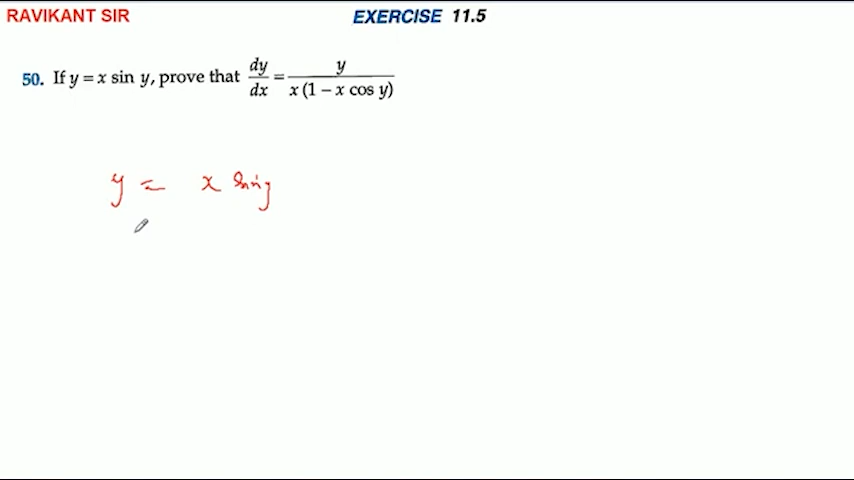 RAVIKANT SIR EXERCISE 11.5
50. If y = x sin y, prove that dy/dx = y/(x (1 – x cos y))
y = x sin y